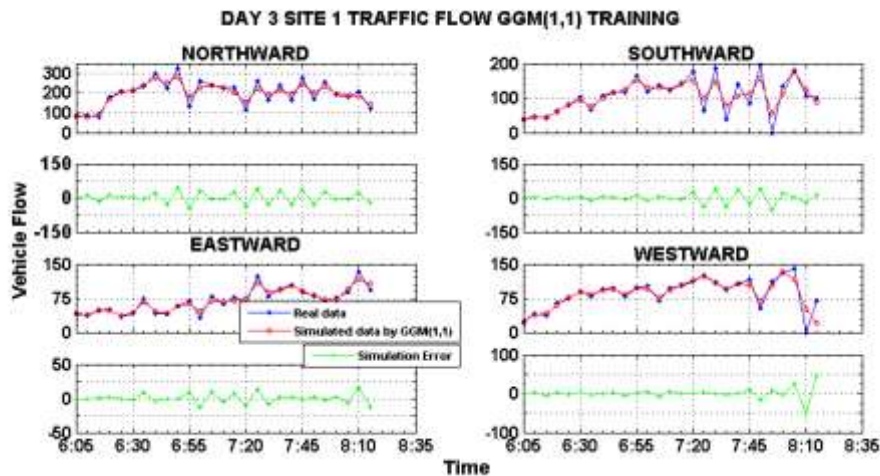 DAY 3 SITE 1 TRAFFIC FLOW GGM(1,1) TRAINING
NORTHWARD
300
200
100
0
150
0
-150
EASTWARD
150
75
0
50
0
-50
6:05 6:30 6:55 7:20 7:45 8:10 8:35
Vehicle Flow
Real data
Simulated data by GGM(1,1)
Simulation Error
SOUTHWARD
200
100
0
150
0
-150
WESTWARD
150
75
0
100
0
-100
6:05 6:30 6:55 7:20 7:45 8:10 8:35
Time